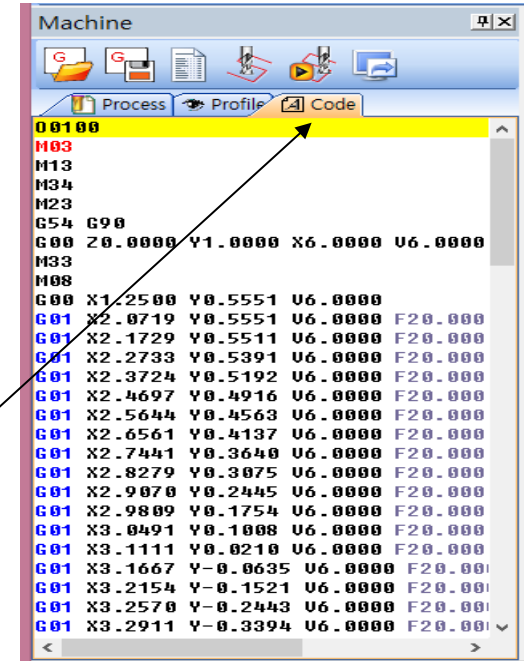 Machine
G G
Process Profile Code
O0100
M03
M13
M34
M23
G54 G90
G00 Z0.0000 Y1.0000 X6.0000 V6.0000
M33
M08
G00 X1.2500 Y0.5551 V6.0000
G01 X2.0719 Y0.5551 V6.0000 F20.000
G01 X2.1729 Y0.5511 V6.0000 F20.000
G01 X2.2733 Y0.5391 V6.0000 F20.000
G01 X2.3724 Y0.5192 V6.0000 F20.000
G01 X2.4697 Y0.4916 V6.0000 F20.000
G01 X2.5644 Y0.4563 V6.0000 F20.000
G01 X2.6561 Y0.4137 V6.0000 F20.000
G01 X2.7441 Y0.3640 V6.0000 F20.000
G01 X2.8279 Y0.3075 V6.0000 F20.000
G01 X2.9070 Y0.2445 V6.0000 F20.000
G01 X2.9809 Y0.1754 V6.0000 F20.000
G01 X3.0491 Y0.1008 V6.0000 F20.000
G01 X3.1111 Y0.0210 V6.0000 F20.000
G01 X3.1667 Y-0.0635 V6.0000 F20.00
G01 X3.2154 Y-0.1521 V6.0000 F20.00
G01 X3.2570 Y-0.2443 V6.0000 F20.00
G01 X3.2911 Y-0.3394 V6.0000 F20.00